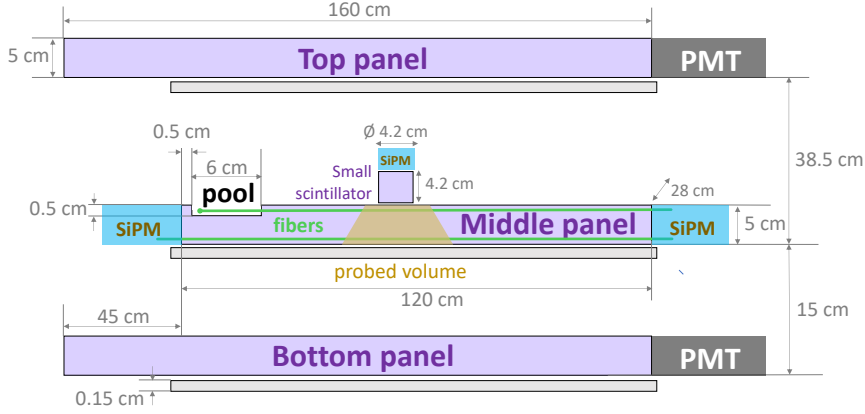 160 cm
5 cm
Top panel
PMT
0.5 cm
Ø 4.2 cm
6 cm
SiPM
38.5 cm
pool
Small
scintillator
4.2 cm
28 cm
0.5 cm
SiPM
fibers
Middle panel
SiPM
5 cm
probed volume
120 cm
45 cm
15 cm
Bottom panel
PMT
0.15 cm